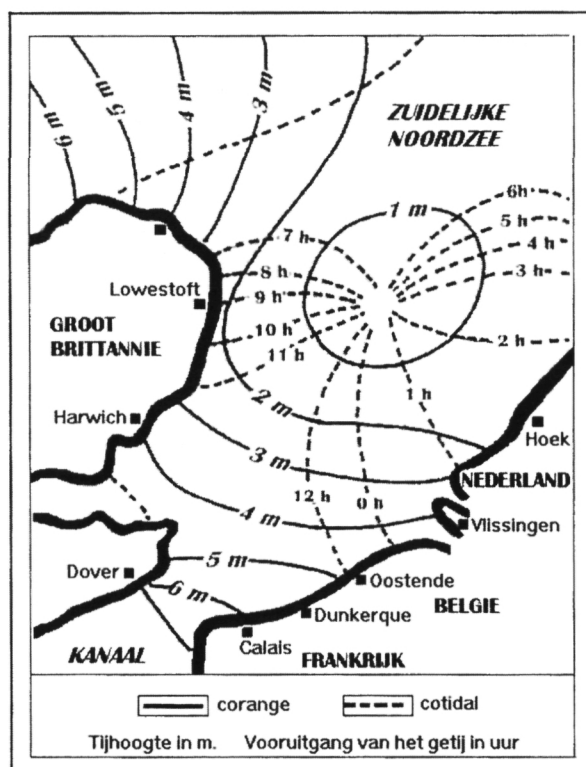 6 m
5 m
4 m
3 m
ZUIDELIJKE
NOORDZEE
1 m
6h
5 h
4 h
3 h
2 h
1 h
7 h
8 h
9 h
10 h
11 h
Lowestoft
GROOT
BRITTANNIE
2 m
Harwich
Hoek
3 m
NEDERLAND
12 h
0 h
4 m
Vlissingen
5 m
Dover
6 m
Oostende
BELGIE
Dunkerque
Calais
KANAAL
FRANKRIJK
corange
cotidal
Tijhoogte in m. Vooruitgang van het getij in uur